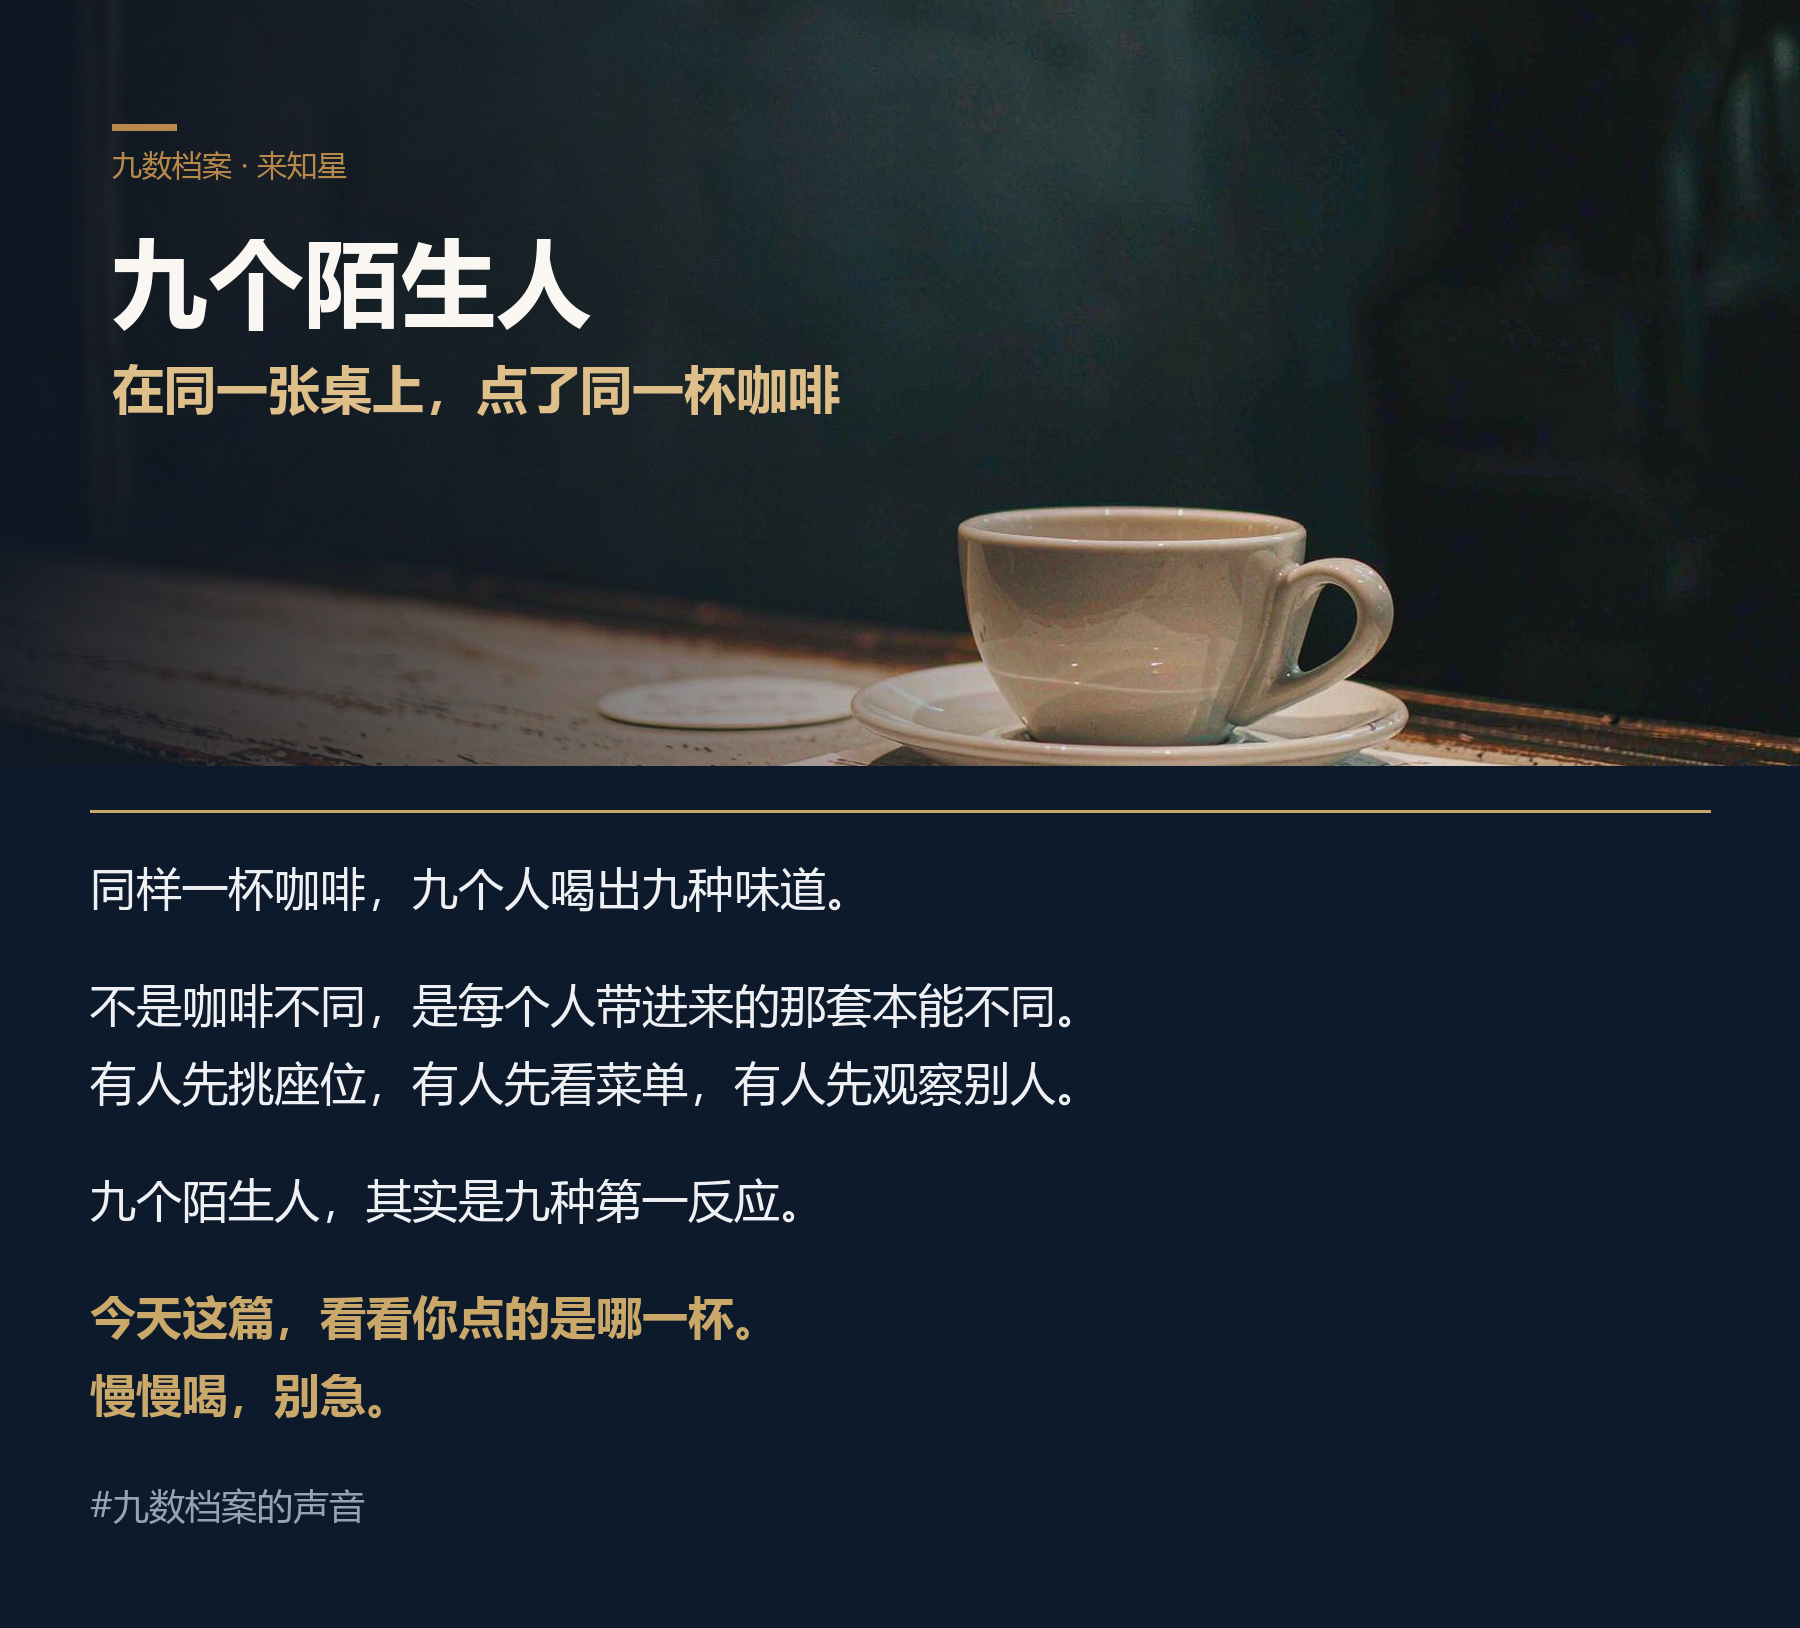 九数档案 · 来知星
九个陌生人
在同一张桌上，点了同一杯咖啡
同样一杯咖啡，九个人喝出九种味道。
不是咖啡不同，是每个人带进来的那套本能不同。
有人先挑座位，有人先看菜单，有人先观察别人。
九个陌生人，其实是九种第一反应。
今天这篇，看看你点的是哪一杯。
慢慢喝，别急。
#九数档案的声音